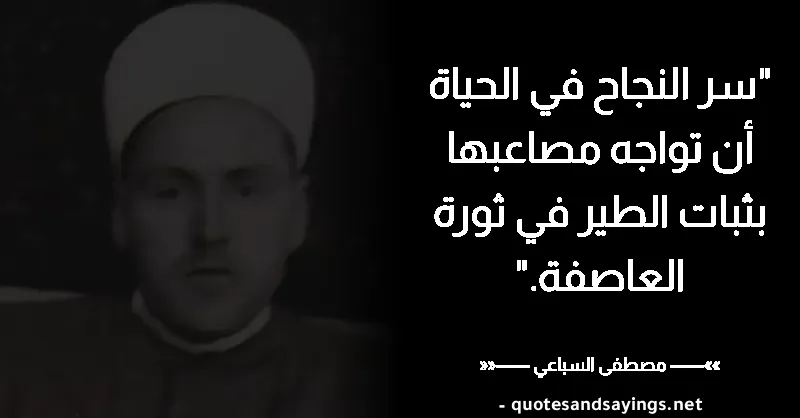 "سر النجاح في الحياة
أن تواجه مصاعبها
بثبات الطير في ثورة
العاصفة."
»»—— مصطفى السباعي ——««
- quotesandsayings.net